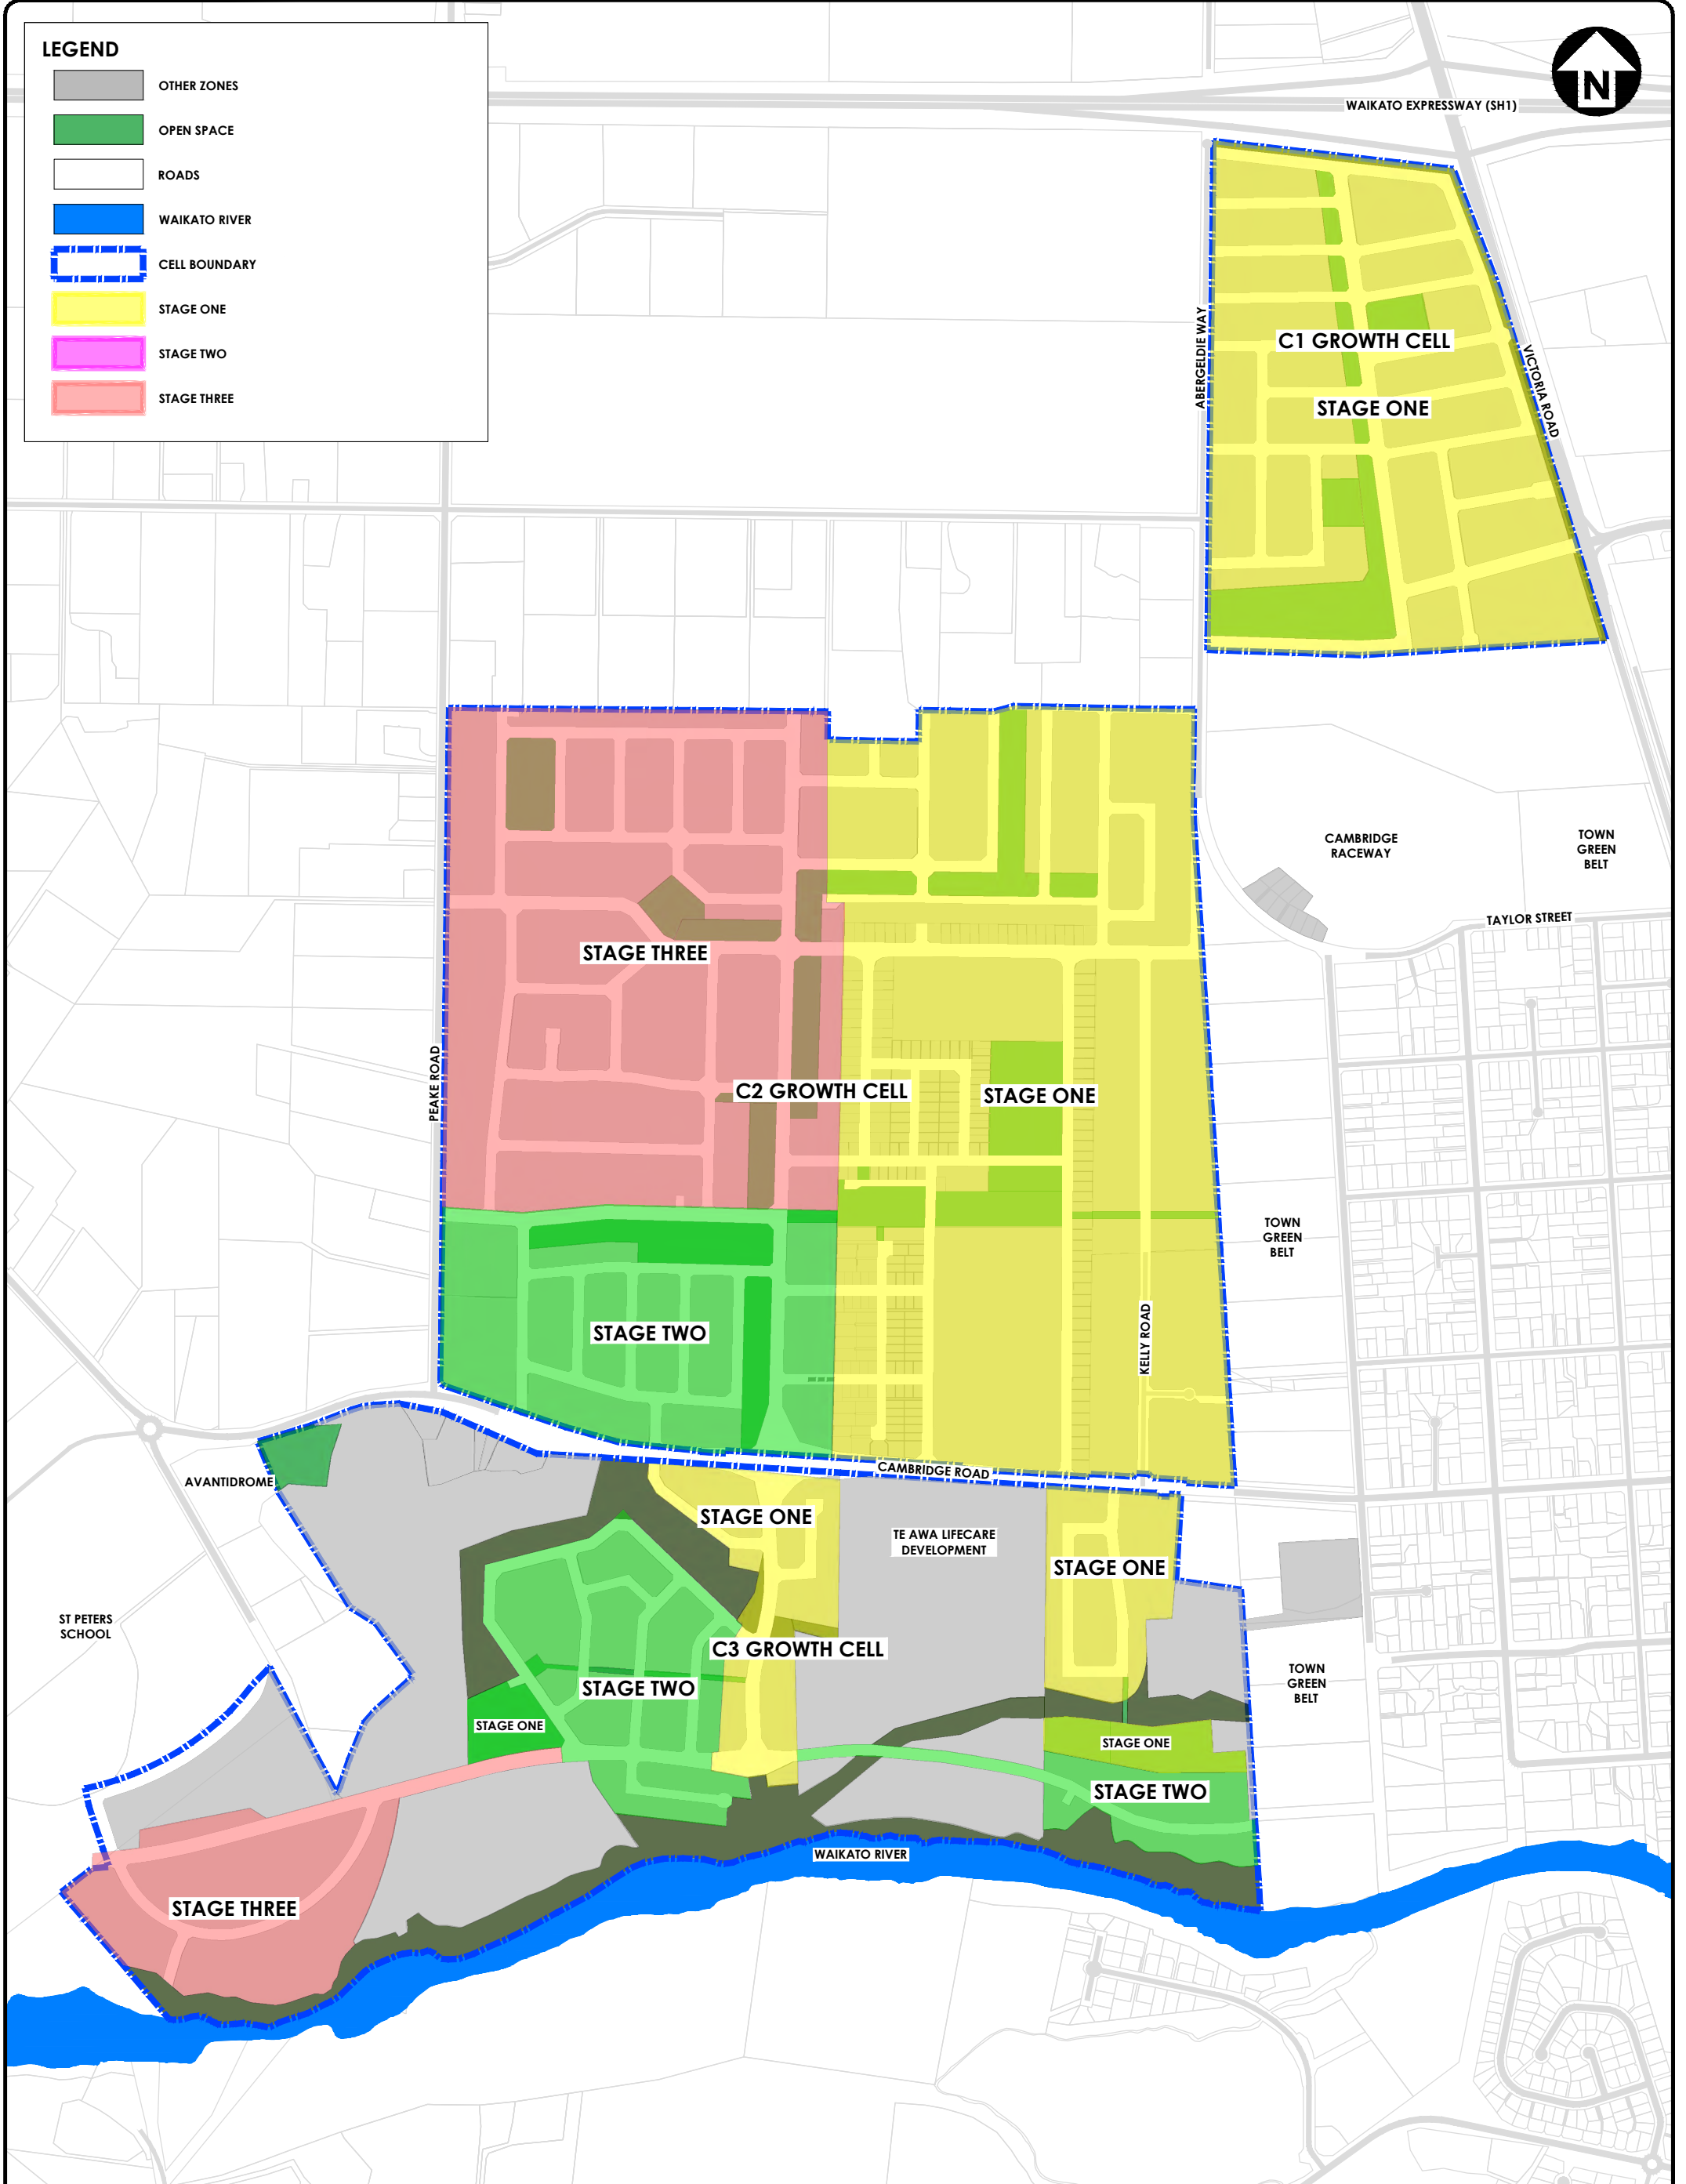 LEGEND
OTHER ZONES
OPEN SPACE
ROADS
WAIKATO RIVER
CELL BOUNDARY
STAGE ONE
STAGE TWO
STAGE THREE
N
WAIKATO EXPRESSWAY (SH1)
ABERGELDIE WAY
C1 GROWTH CELL
STAGE ONE
VICTORIA ROAD
CAMBRIDGE
RACEWAY
TOWN
GREEN
BELT
TAYLOR STREET
STAGE THREE
PEAKE ROAD
C2 GROWTH CELL
STAGE ONE
TOWN
GREEN
BELT
STAGE TWO
KELLY ROAD
CAMBRIDGE ROAD
AVANTIDROME
STAGE ONE
TE AWA LIFECARE
DEVELOPMENT
STAGE ONE
ST PETERS
SCHOOL
C3 GROWTH CELL
STAGE TWO
TOWN
GREEN
BELT
STAGE ONE
STAGE ONE
STAGE TWO
WAIKATO RIVER
STAGE THREE